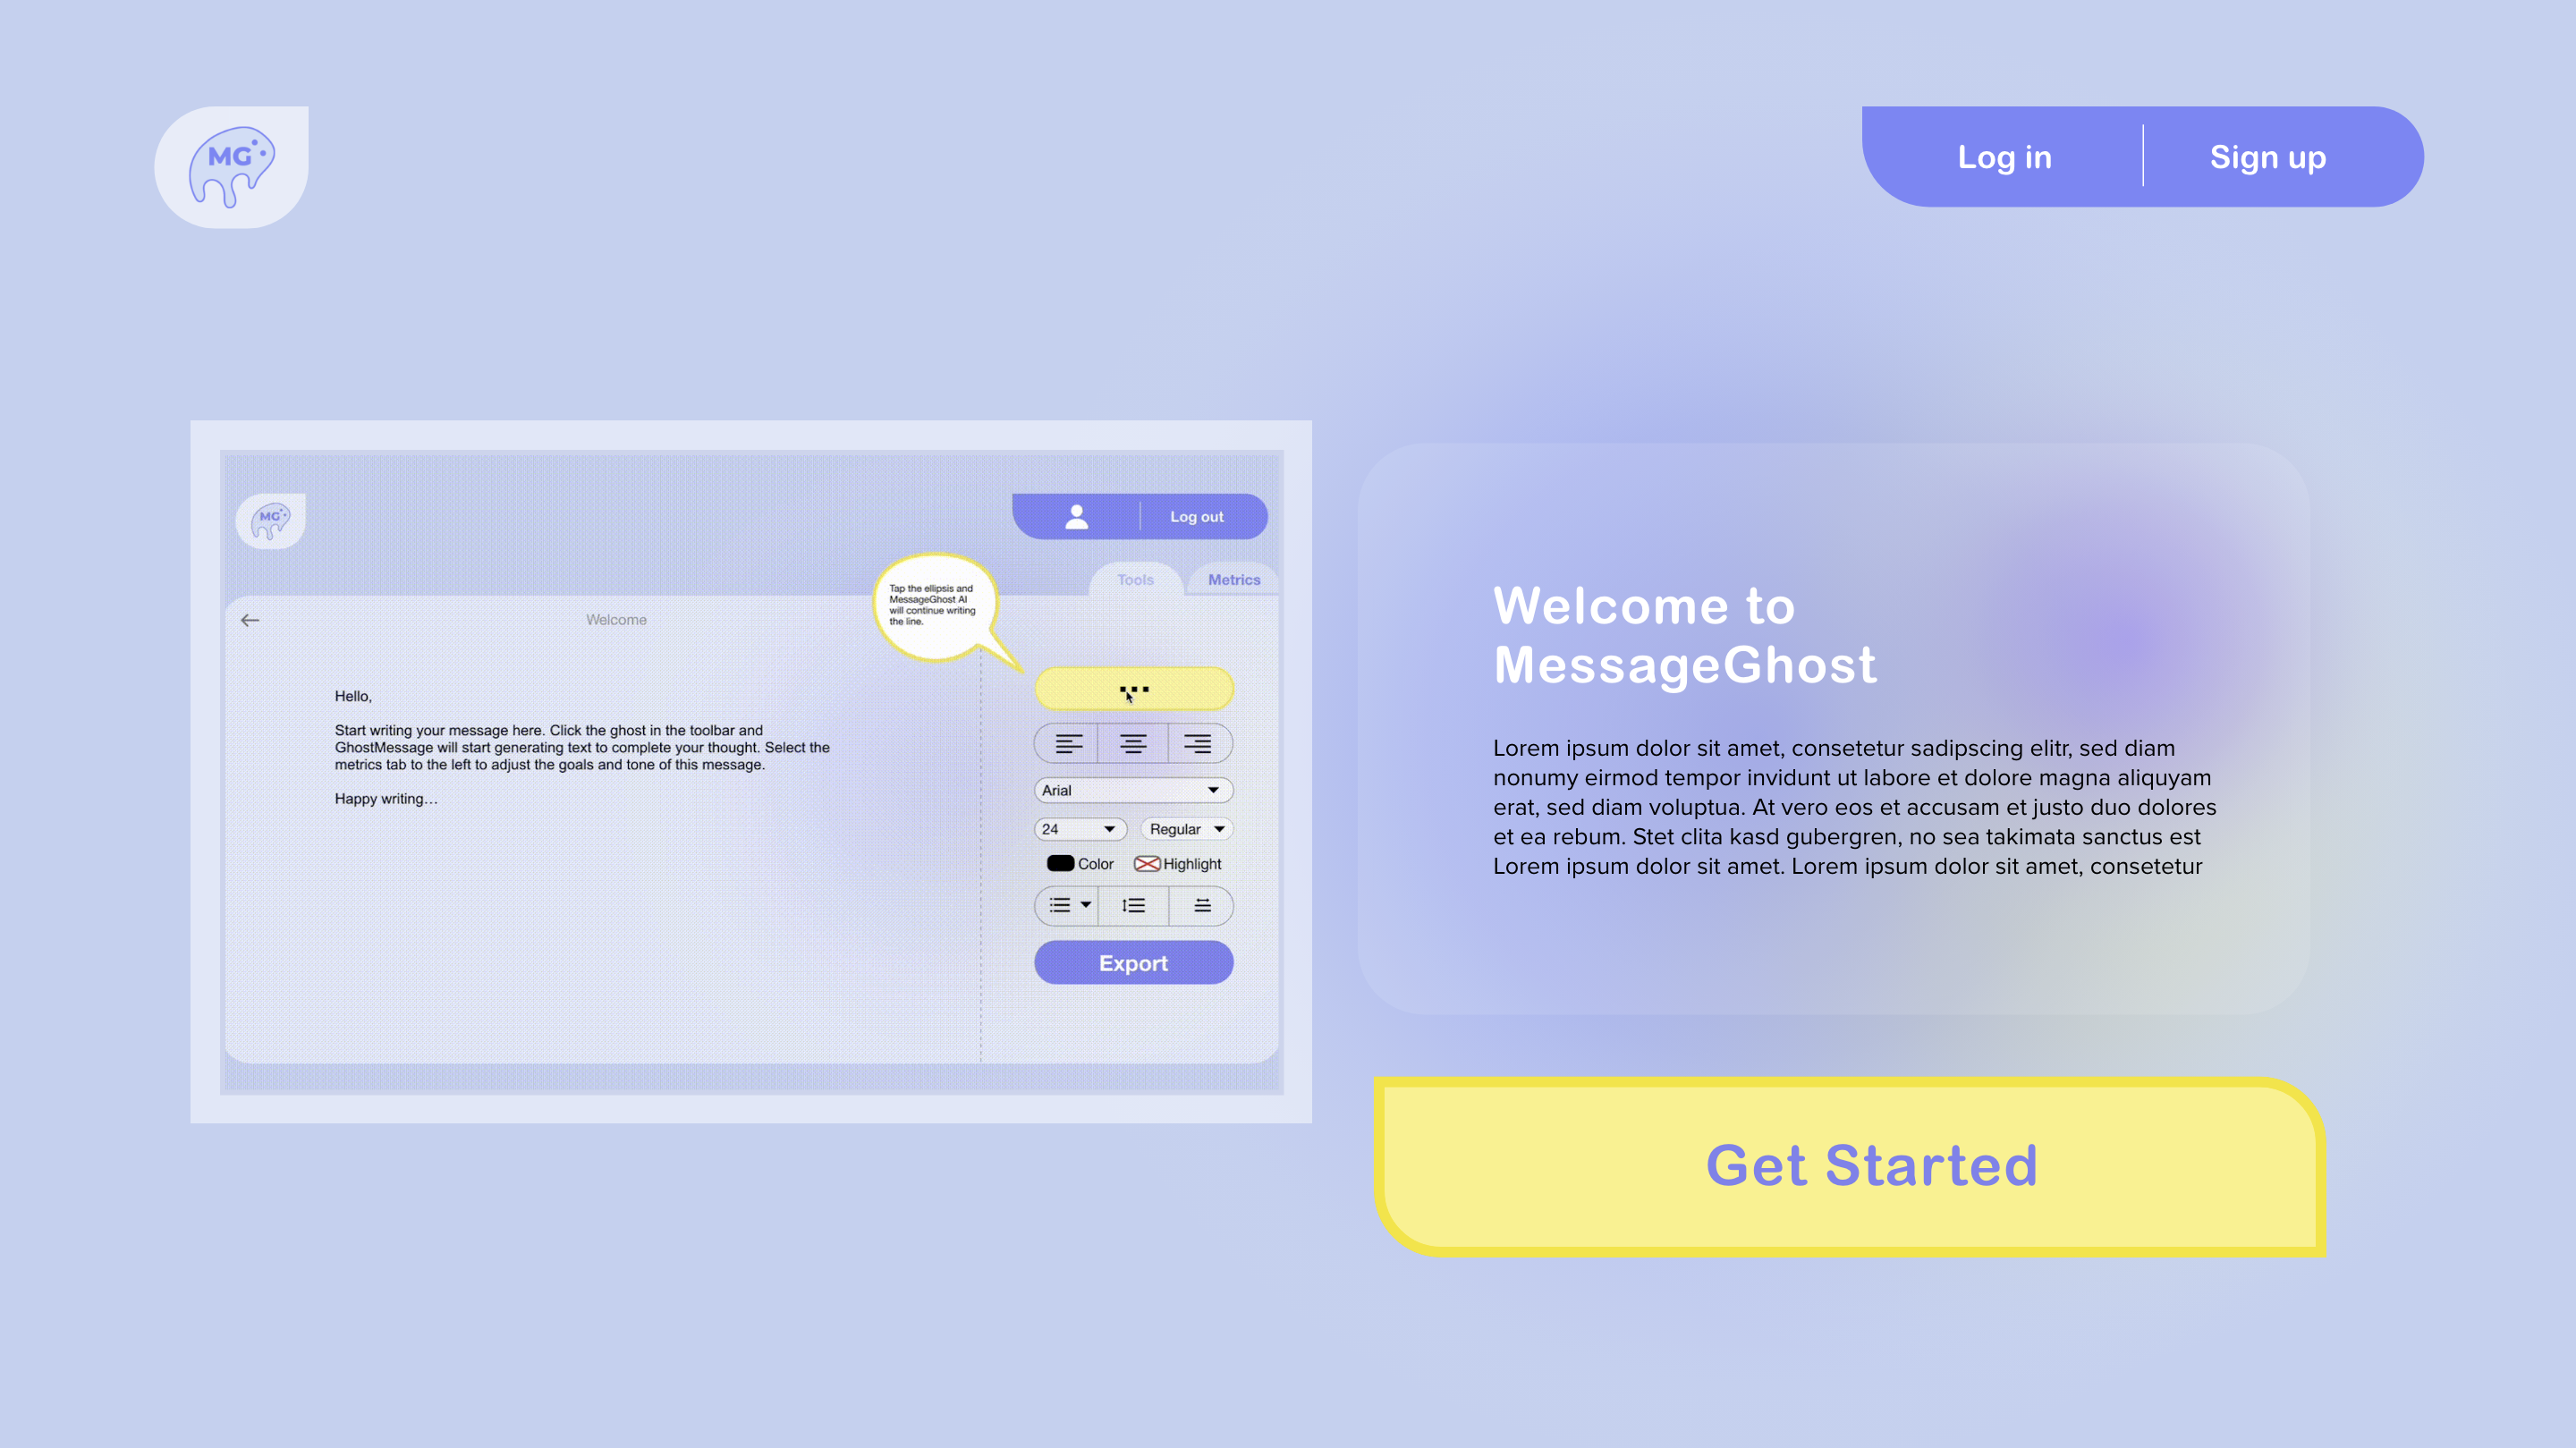 MG
Log in
Sign up
MG
Log out
Tools
Metrics
Tap the ellipsis and
MessageGhost AI
will continue writing
the line.
Welcome
...
Hello,
Start writing your message here. Click the ghost in the toolbar and
GhostMessage will start generating text to complete your thought. Select the
metrics tab to the left to adjust the goals and tone of this message.
Happy writing…
Arial
24
Regular
Color
Highlight
Export
Welcome to
MessageGhost
Lorem ipsum dolor sit amet, consetetur sadipscing elitr, sed diam
nonumy eirmod tempor invidunt ut labore et dolore magna aliquyam
erat, sed diam voluptua. At vero eos et accusam et justo duo dolores
et ea rebum. Stet clita kasd gubergren, no sea takimata sanctus est
Lorem ipsum dolor sit amet. Lorem ipsum dolor sit amet, consetetur
Get Started